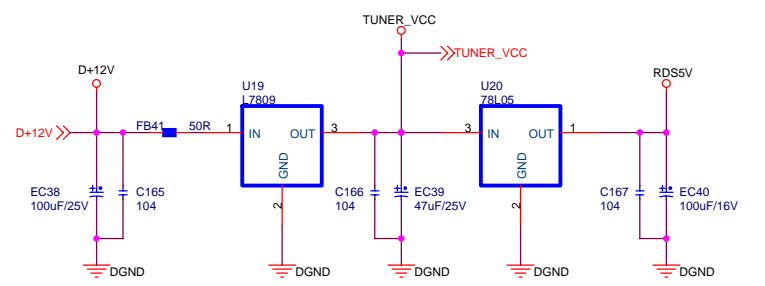 TUNER_VCC
TUNER_VCC
D+12V
U19
L7809
U20
78L05
RDS5V
D+12V
FB41 50R
1 IN OUT 3
3 IN OUT 1
GND
GND
2
2
EC38
100uF/25V
C165
104
C166
104
EC39
47uF/25V
C167
104
EC40
100uF/16V
DGND
DGND
DGND
DGND
DGND